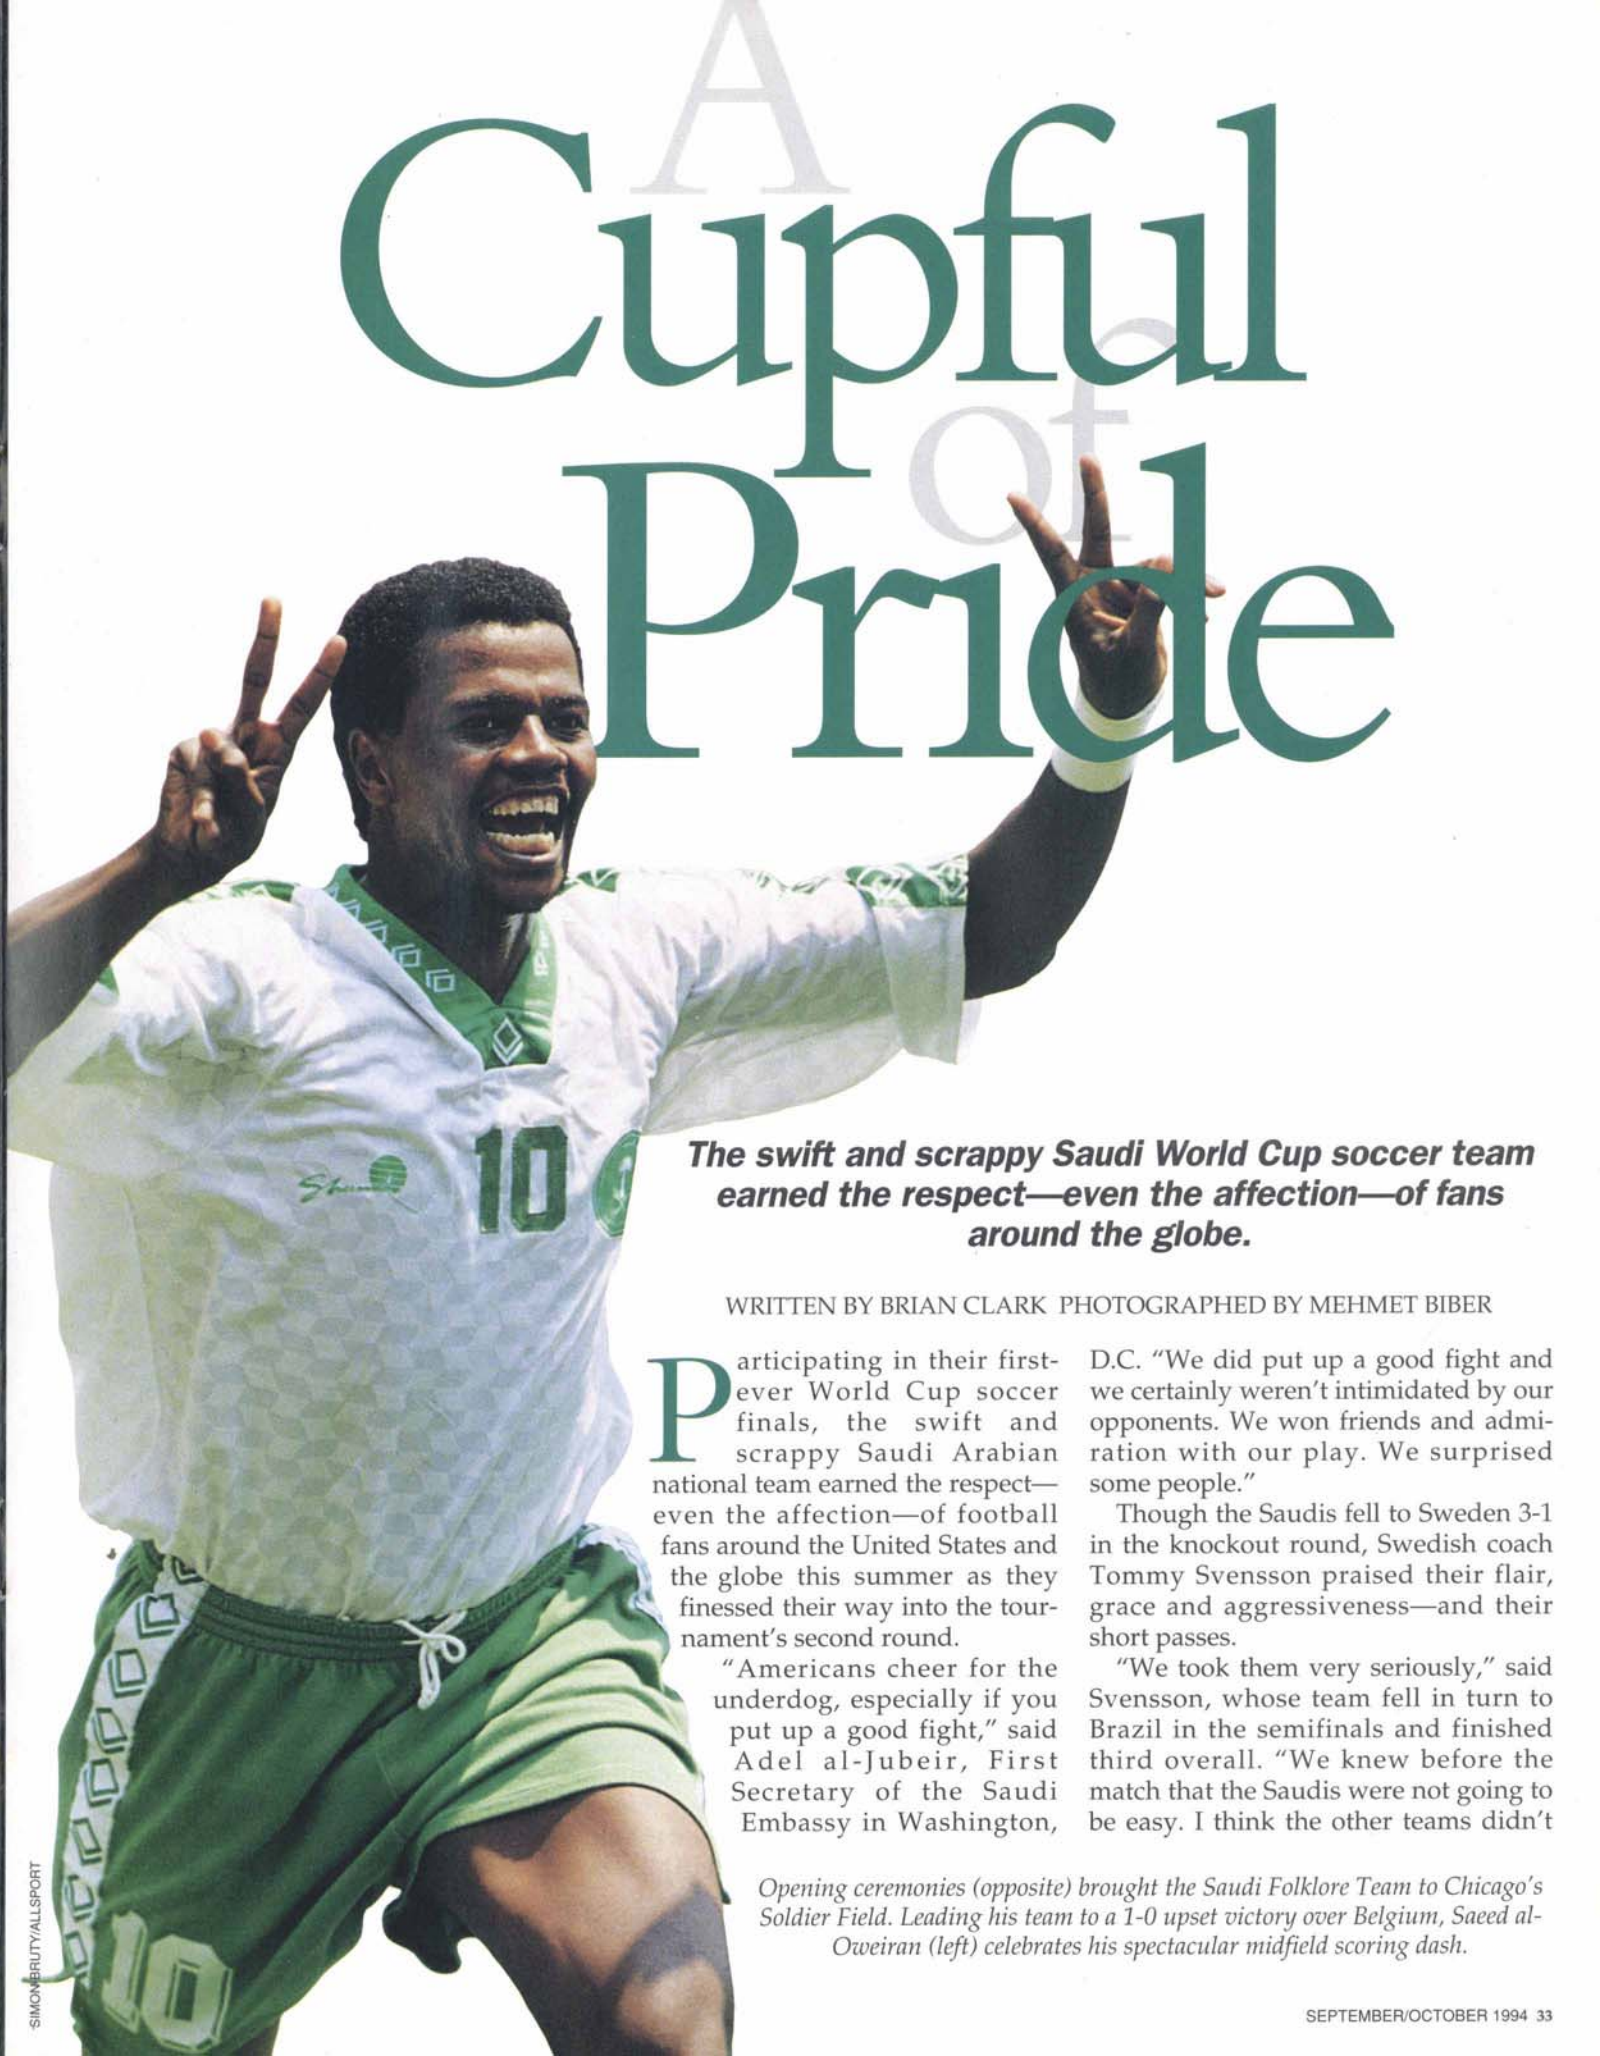 A
Cupful
of
Pride
10
The swift and scrappy Saudi World Cup soccer team
earned the respect—even the affection—of fans
around the globe.
WRITTEN BY BRIAN CLARK PHOTOGRAPHED BY MEHMET BIBER
Participating in their first-
ever World Cup soccer
finals, the swift and
scrappy Saudi Arabian
national team earned the respect—
even the affection—of football
fans around the United States and
the globe this summer as they
finessed their way into the tour-
nament's second round.
"Americans cheer for the
underdog, especially if you
put up a good fight," said
Adel al-Jubeir, First
Secretary of the Saudi
Embassy in Washington,
D.C. "We did put up a good fight and
we certainly weren't intimidated by our
opponents. We won friends and admi-
ration with our play. We surprised
some people."
Though the Saudis fell to Sweden 3-1
in the knockout round, Swedish coach
Tommy Svensson praised their flair,
grace and aggressiveness—and their
short passes.
"We took them very seriously," said
Svensson, whose team fell in turn to
Brazil in the semifinals and finished
third overall. "We knew before the
match that the Saudis were not going to
be easy. I think the other teams didn't
Opening ceremonies (opposite) brought the Saudi Folklore Team to Chicago's
Soldier Field. Leading his team to a 1-0 upset victory over Belgium, Saeed al-
Oweiran (left) celebrates his spectacular midfield scoring dash.
10
SIMON BRUTY/ALLSPORT
SEPTEMBER/OCTOBER 1994 33